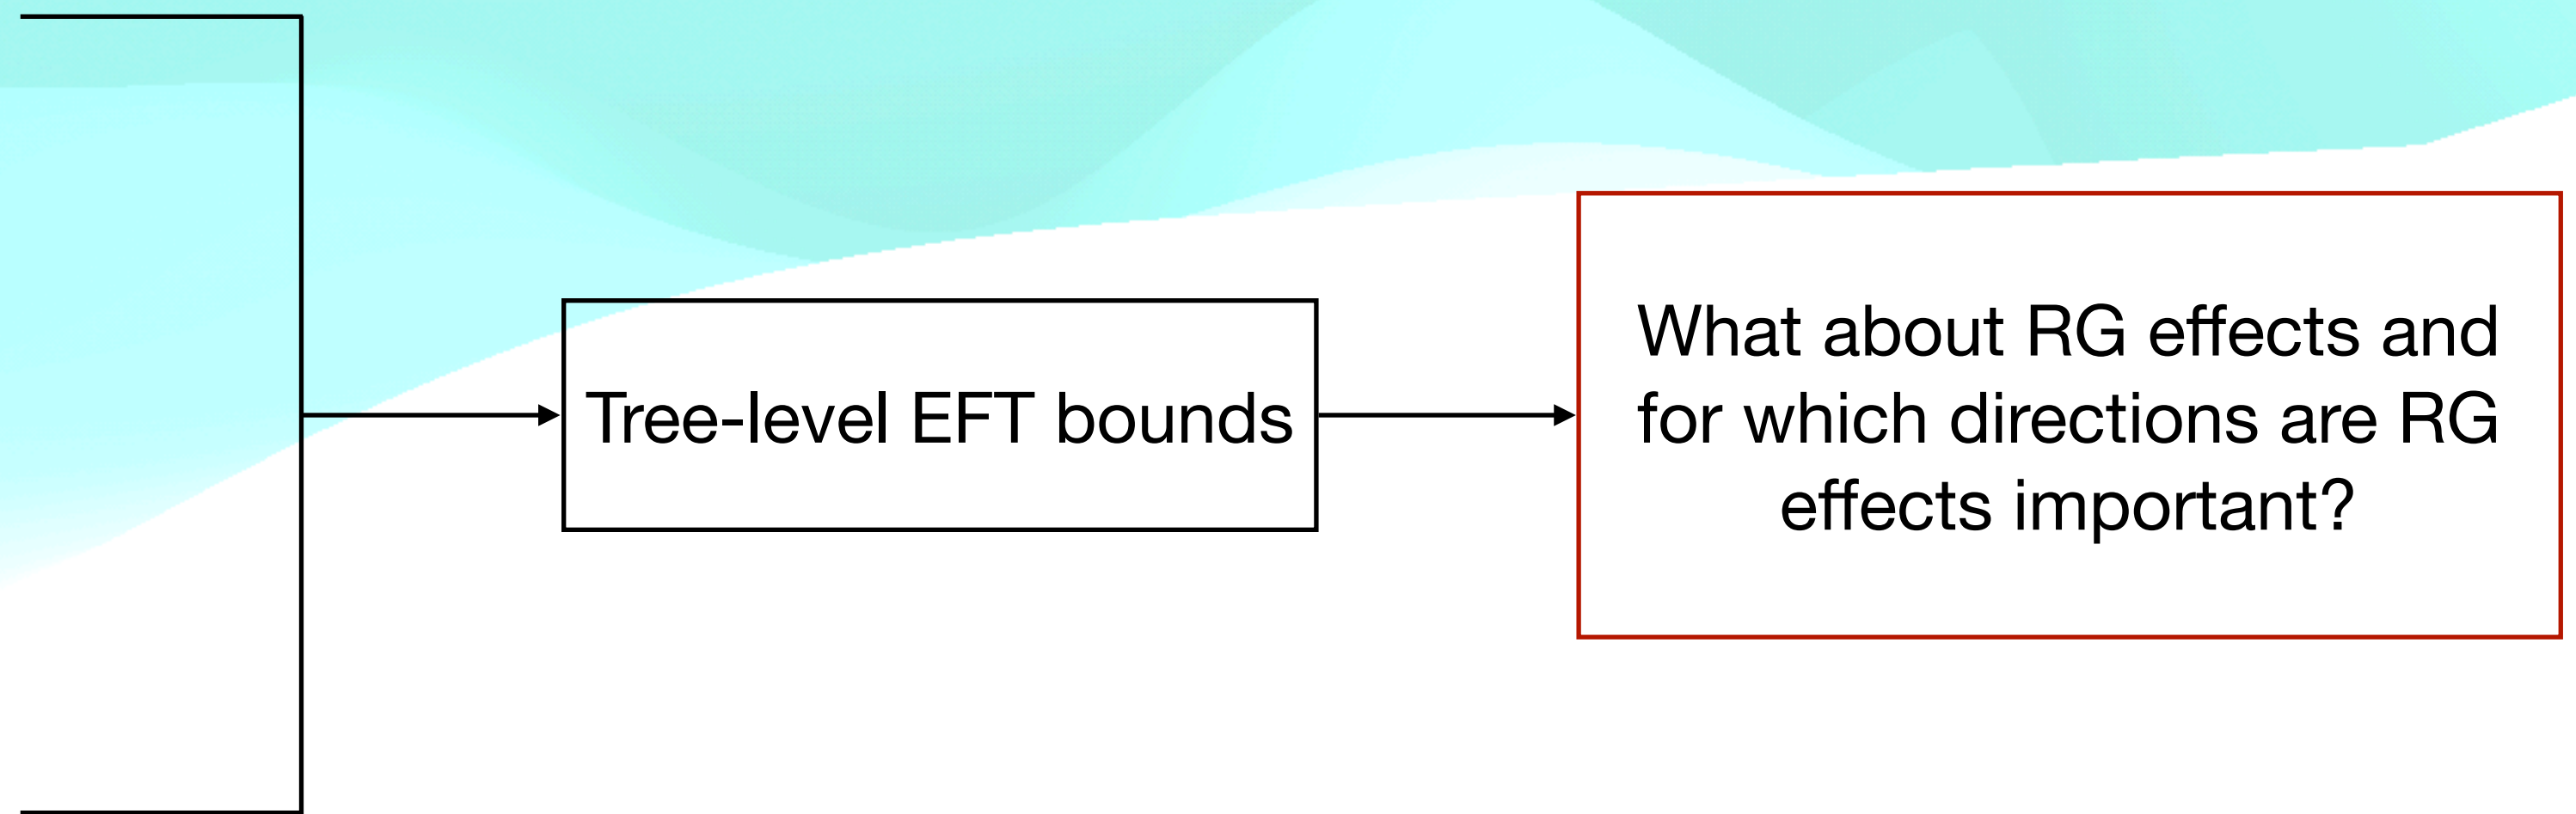 Tree-level EFT bounds
What about RG effects and
for which directions are RG
effects important?